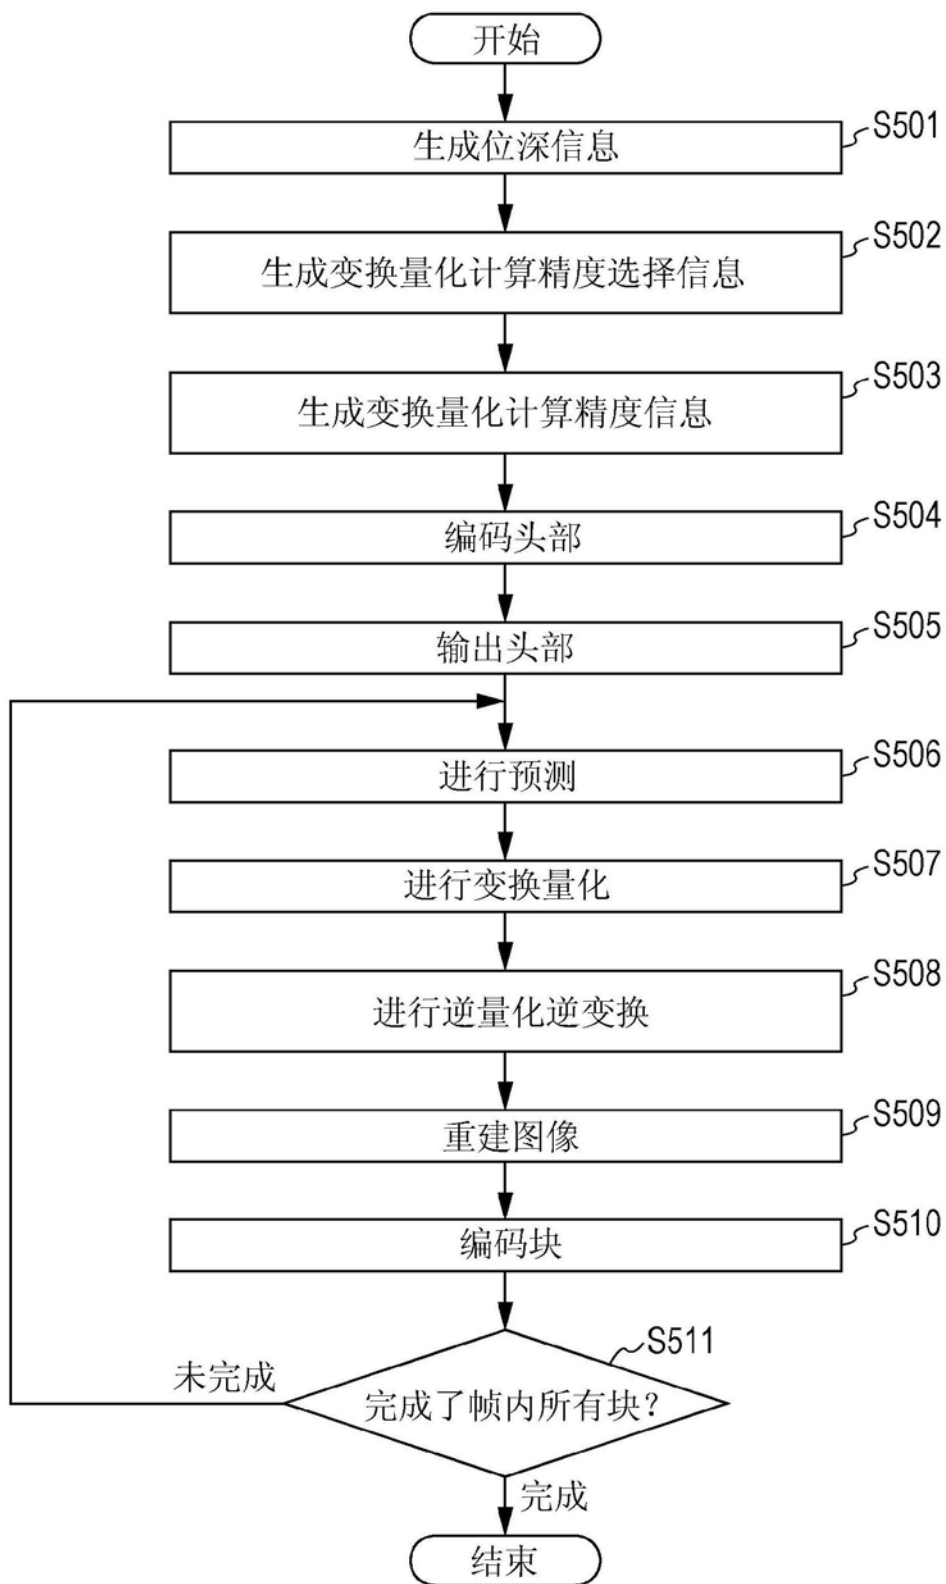 开始
S501
生成位深信息
S502
生成变换量化计算精度选择信息
S503
生成变换量化计算精度信息
S504
编码头部
S505
输出头部
S506
进行预测
S507
进行变换量化
S508
进行逆量化逆变换
S509
重建图像
S510
编码块
S511
未完成
完成了帧内所有块?
完成
结束